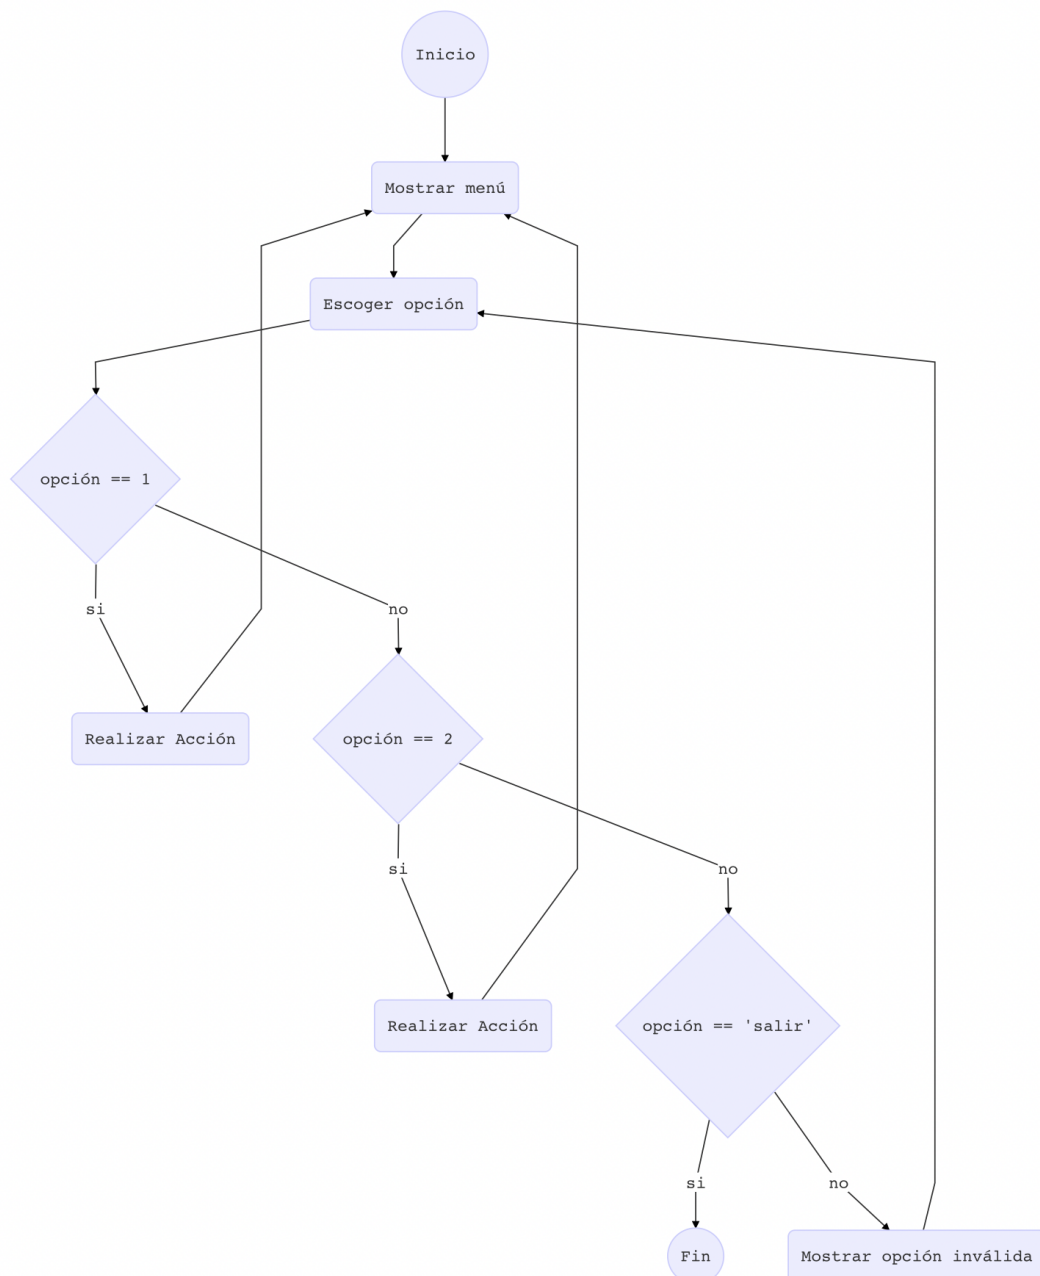 Inicio
Mostrar menú
Escoger opción
opción == 1
si
no
Realizar Acción
opción == 2
si
no
Realizar Acción
opción == 'salir'
si
no
Fin
Mostrar opción inválida